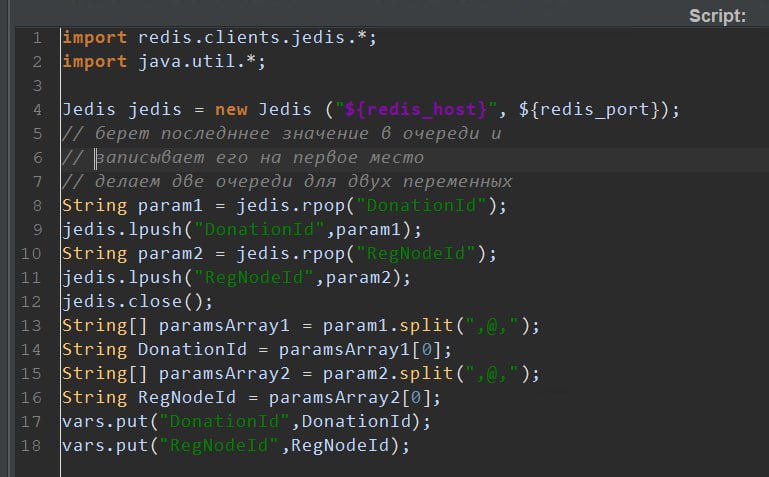 Script:
1 import redis.clients.jedis.*;
2 import java.util.*;
3
4 Jedis jedis = new Jedis ("${redis_host}", ${redis_port});
5 // берет последннее значение в очереди и
6 // записывает его на первое место
7 // делаем две очереди для двух переменных
8 String param1 = jedis.rpop("DonationId");
9 jedis.lpush("DonationId",param1);
10 String param2 = jedis.rpop("RegNodeId");
11 jedis.lpush("RegNodeId",param2);
12 jedis.close();
13 String[] paramsArray1 = param1.split(",@,");
14 String DonationId = paramsArray1[0];
15 String[] paramsArray2 = param2.split(",@,");
16 String RegNodeId = paramsArray2[0];
17 vars.put("DonationId",DonationId);
18 vars.put("RegNodeId",RegNodeId);